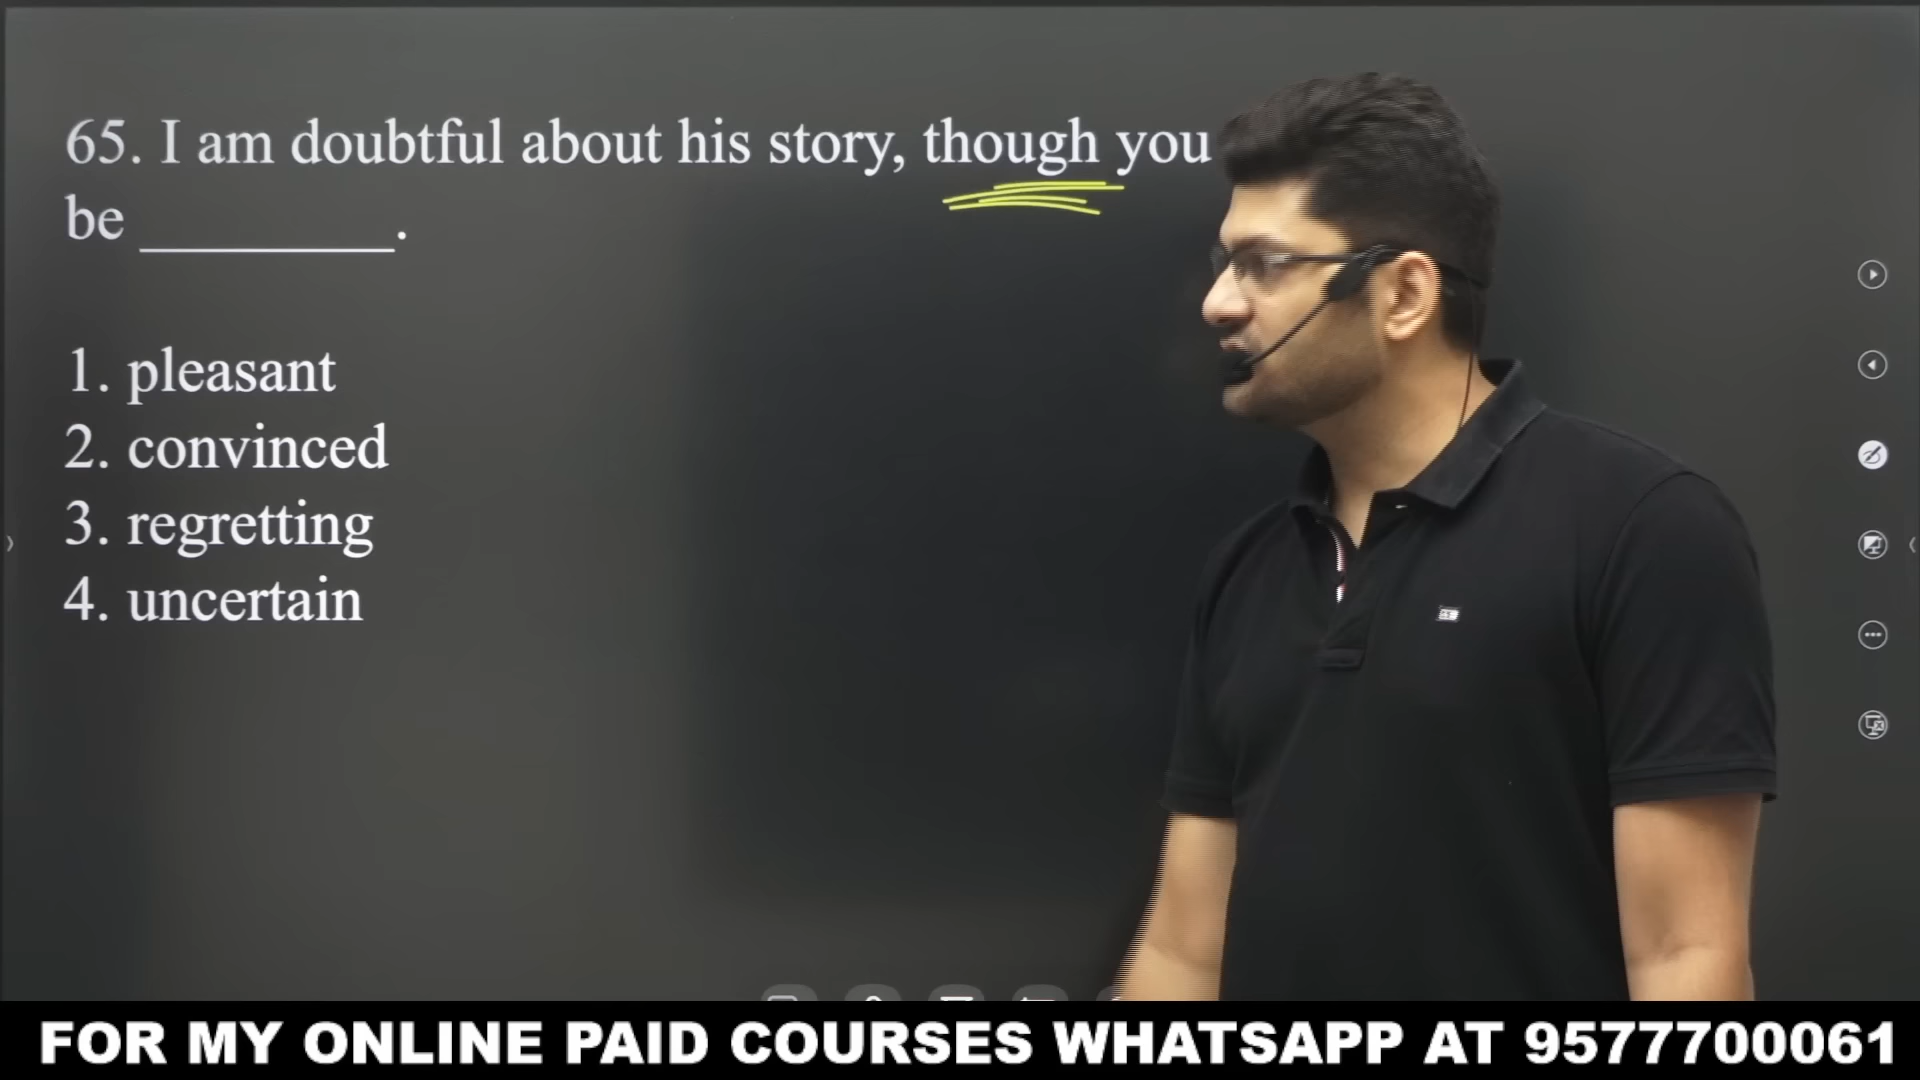 65. I am doubtful about his story, though you
be __________.
1. pleasant
2. convinced
3. regretting
4. uncertain
FOR MY ONLINE PAID COURSES WHATSAPP AT 9577700061